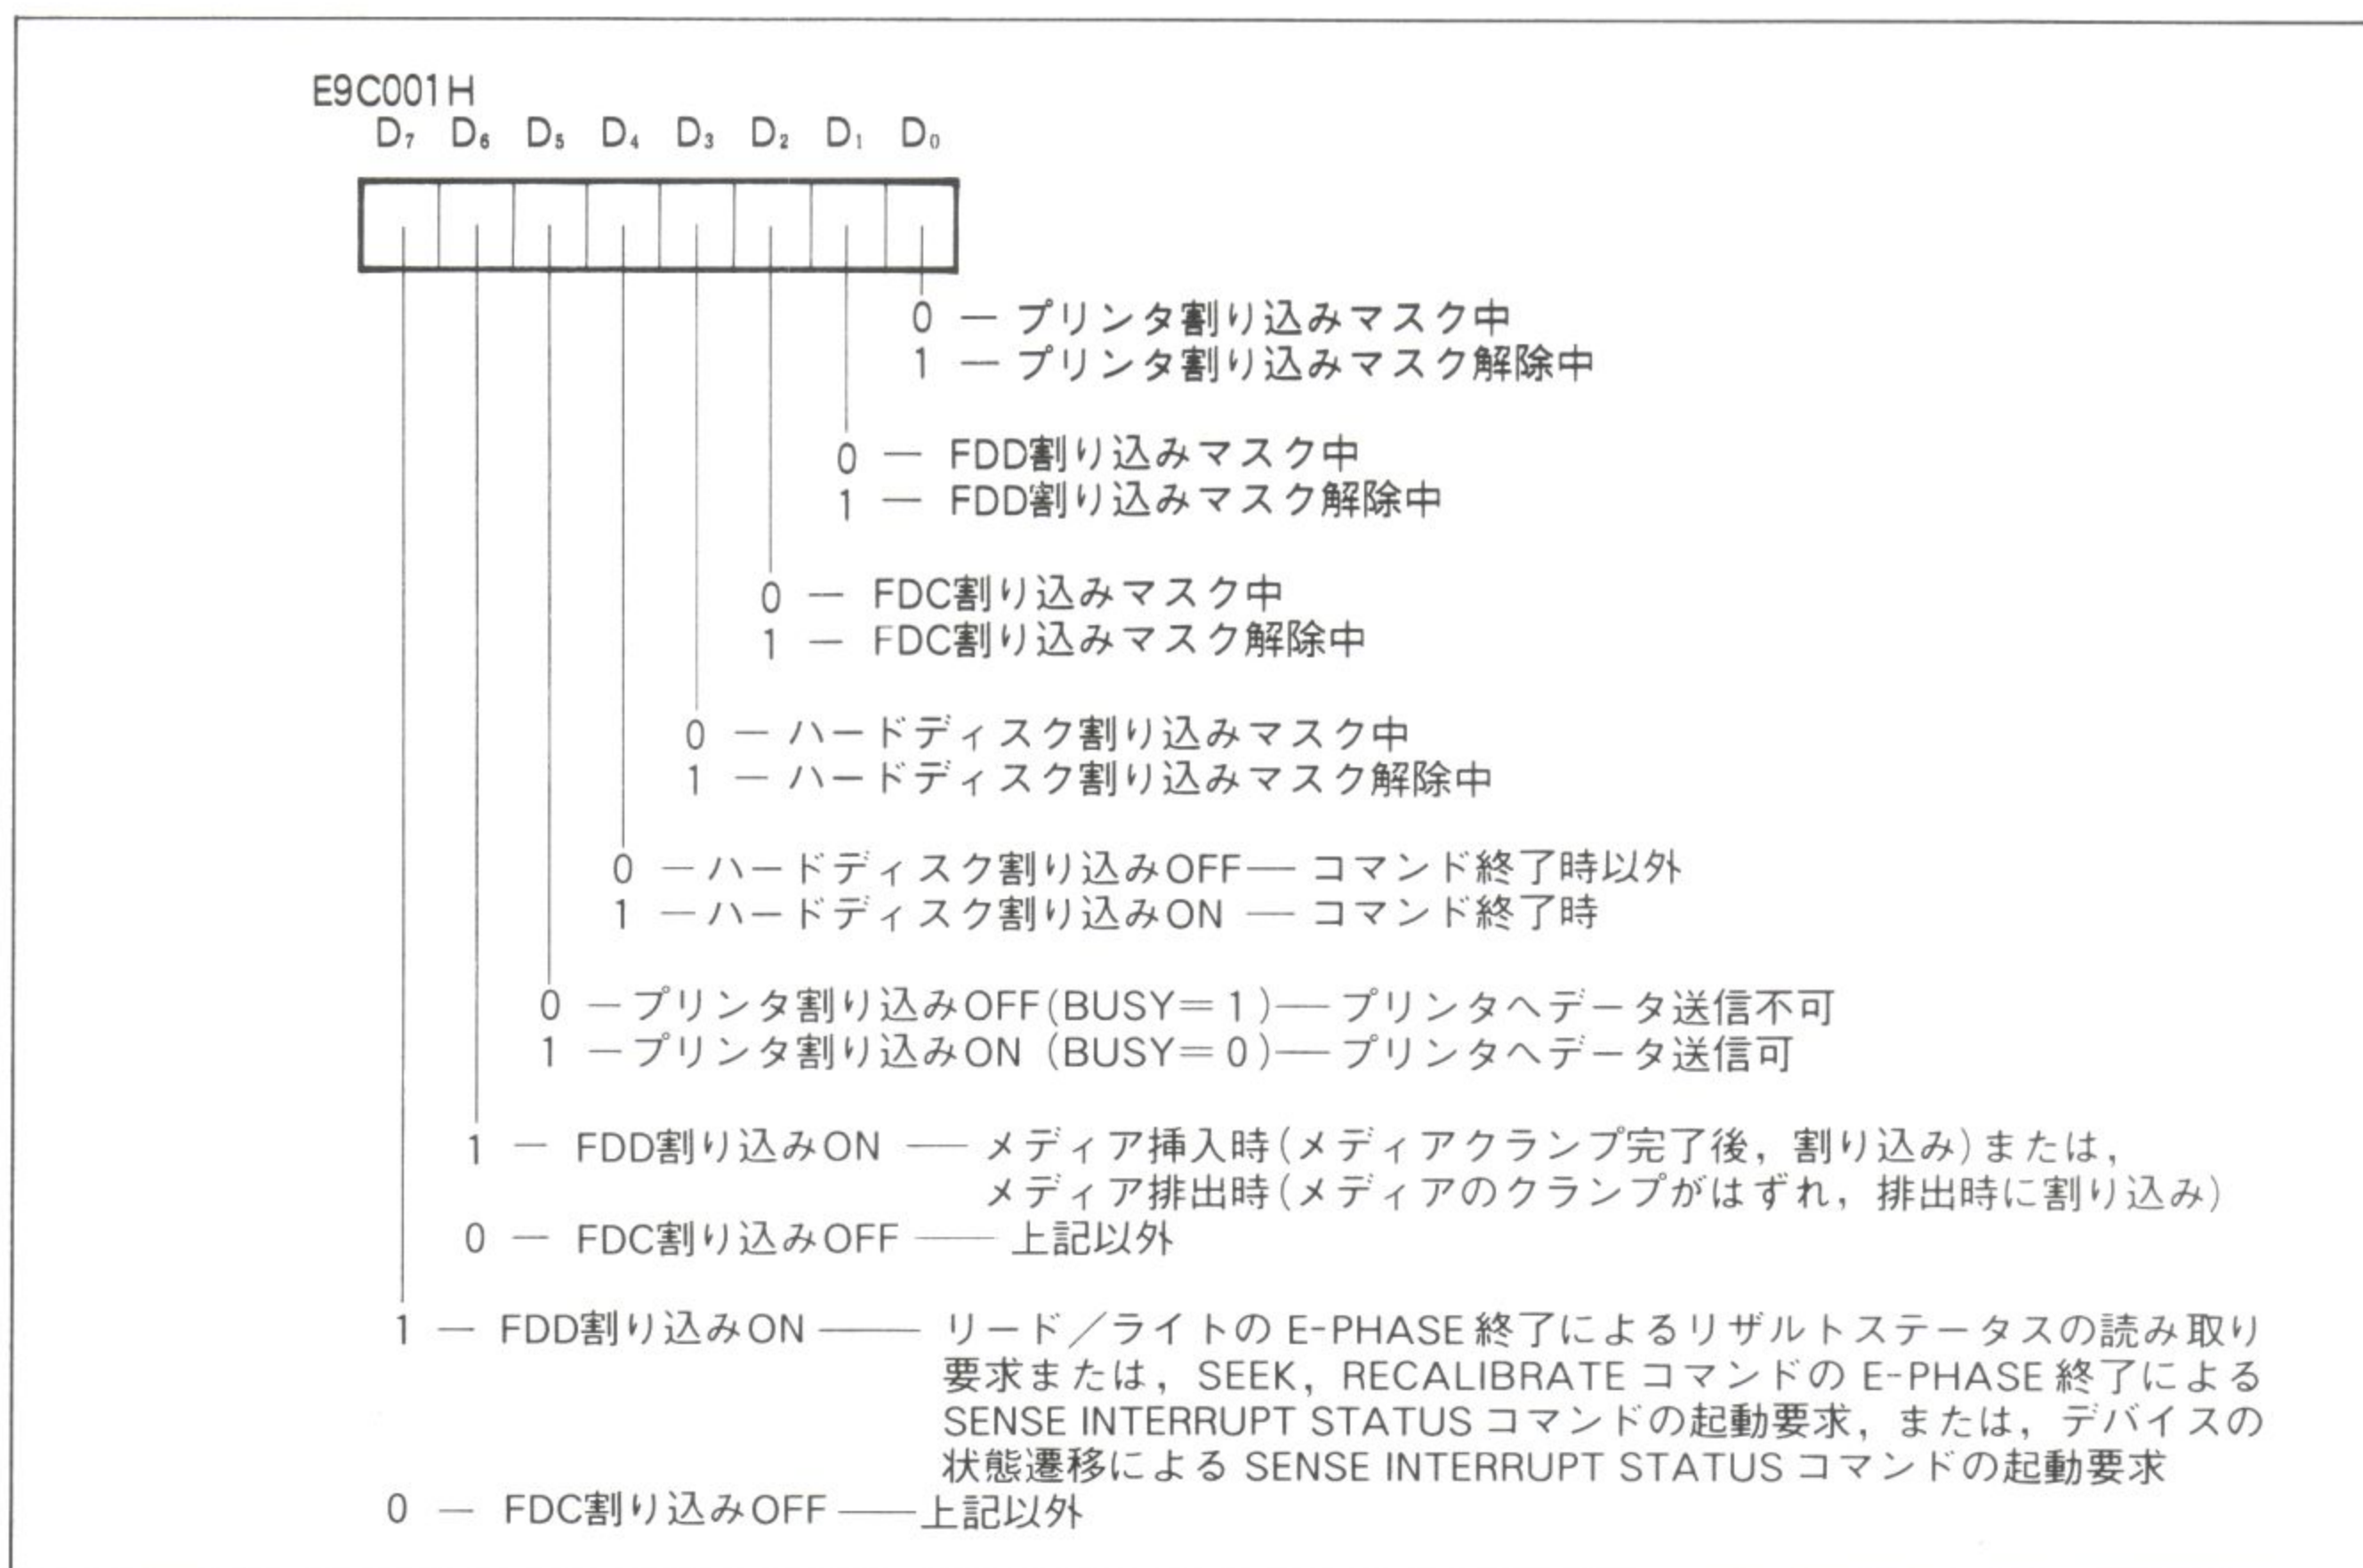 E9C001H
D₇ D₆ D₅ D₄ D₃ D₂ D₁ D₀
0 — プリンタ割り込みマスク中
1 — プリンタ割り込みマスク解除中
0 — FDD割り込みマスク中
1 — FDD割り込みマスク解除中
0 — FDC割り込みマスク中
1 — FDC割り込みマスク解除中
0 — ハードディスク割り込みマスク中
1 — ハードディスク割り込みマスク解除中
0 — ハードディスク割り込みOFF — コマンド終了時以外
1 — ハードディスク割り込みON — コマンド終了時
0 — プリンタ割り込みOFF(BUSY=1) — プリンタへデータ送信不可
1 — プリンタ割り込みON (BUSY=0) — プリンタへデータ送信可
1 — FDD割り込みON — メディア挿入時(メディアクランプ完了後,割り込み)または,
メディア排出時(メディアのクランプがはずれ,排出時に割り込み)
0 — FDC割り込みOFF — 上記以外
1 — FDD割り込みON — リード/ライトの E-PHASE 終了によるリザルトステータスの読み取り
要求または,SEEK,RECALIBRATE コマンドの E-PHASE 終了による
SENSE INTERRUPT STATUS コマンドの起動要求,または,デバイスの
状態遷移による SENSE INTERRUPT STATUS コマンドの起動要求
0 — FDC割り込みOFF — 上記以外